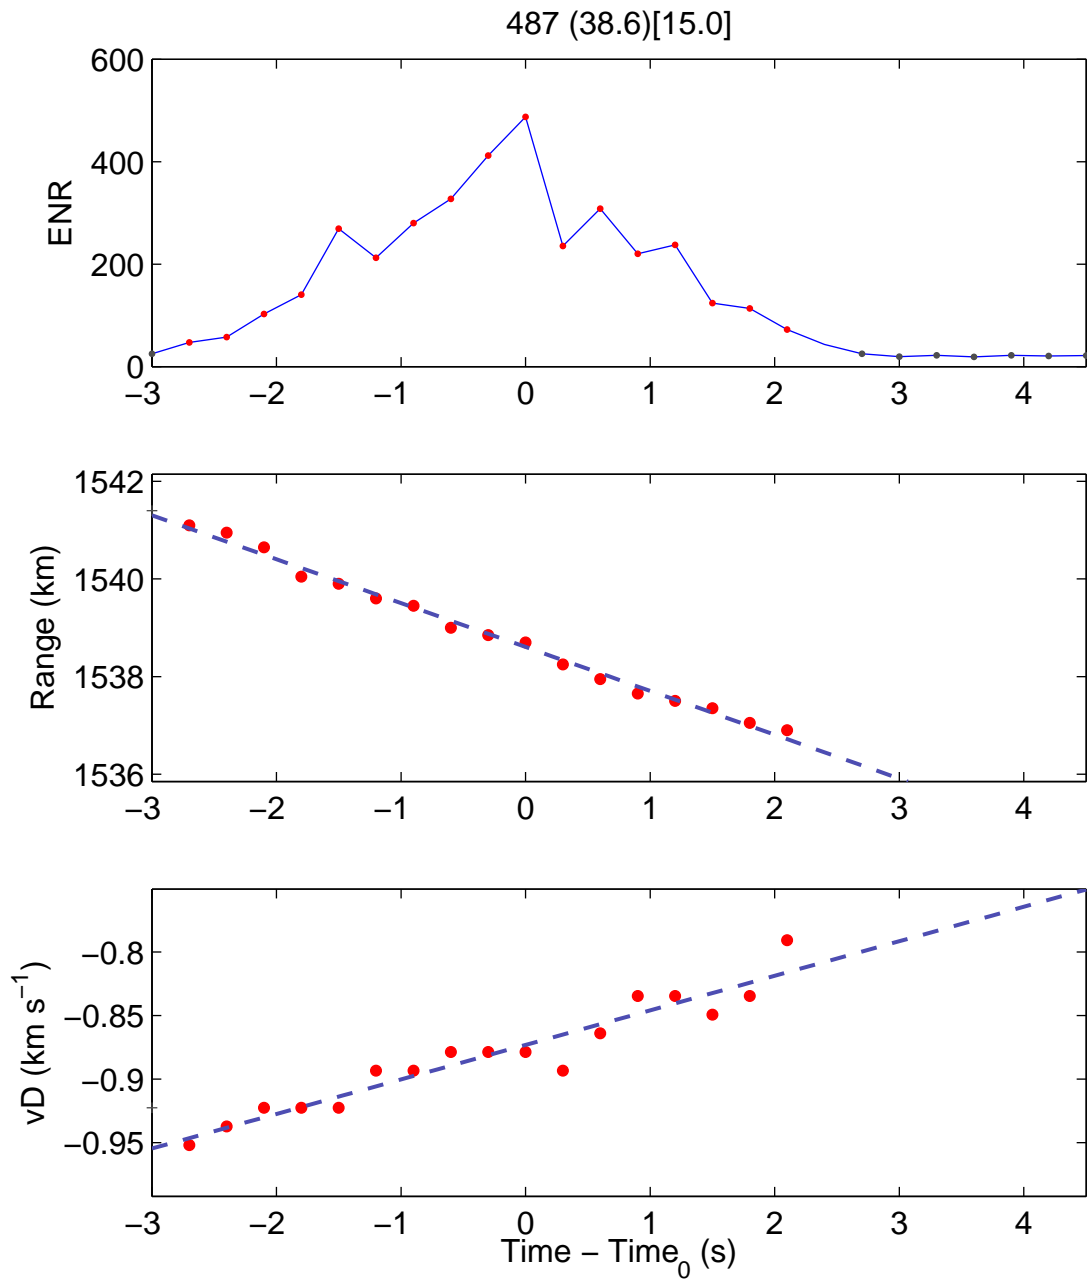 487 (38.6)[15.0]
600
400
200
0
ENR
−3 −2 −1 0 1 2 3 4
1542
1540
1538
1536
Range (km)
−3 −2 −1 0 1 2 3 4
−0.8
−0.85
−0.9
−0.95
vD (km s⁻¹)
−3 −2 −1 0 1 2 3 4
Time − Time₀ (s)